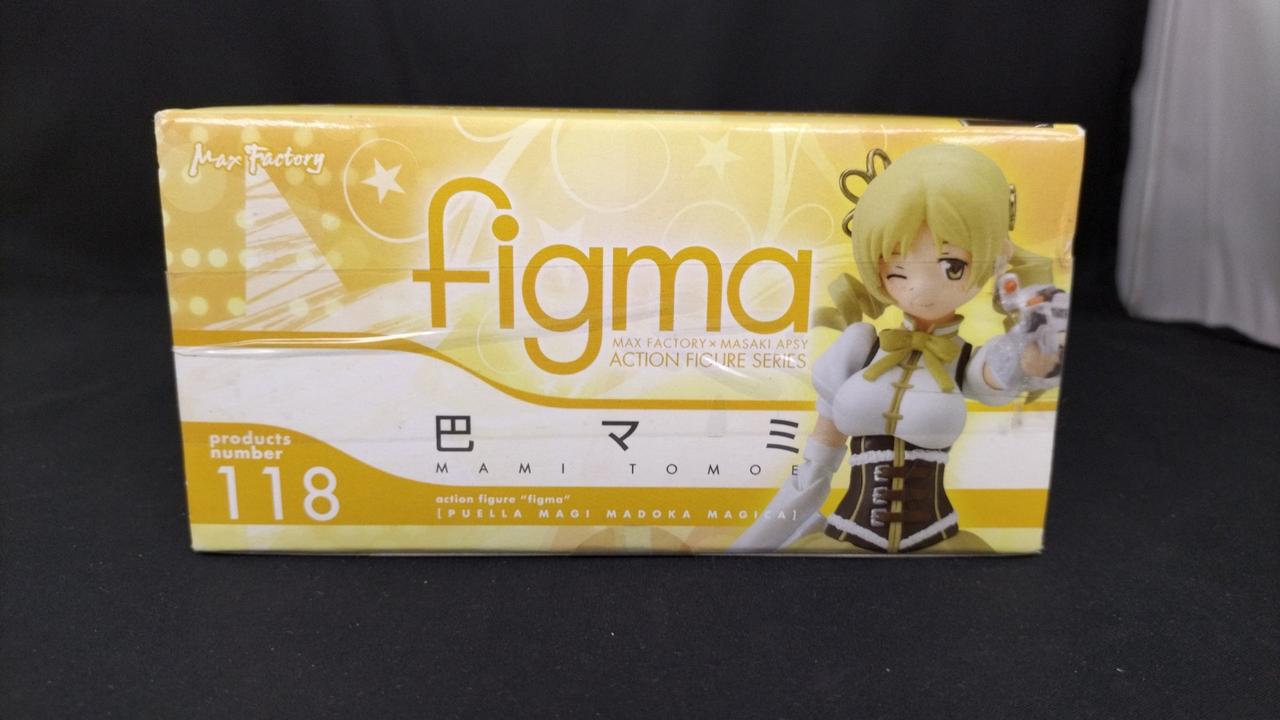 Max Factory
figma
MAX FACTORY×MASAKI APSY
ACTION FIGURE SERIES
巴マミ
MAMI TOMOE
products
number
118
action figure "figma"
[PUELLA MAGI MADOKA MAGICA]